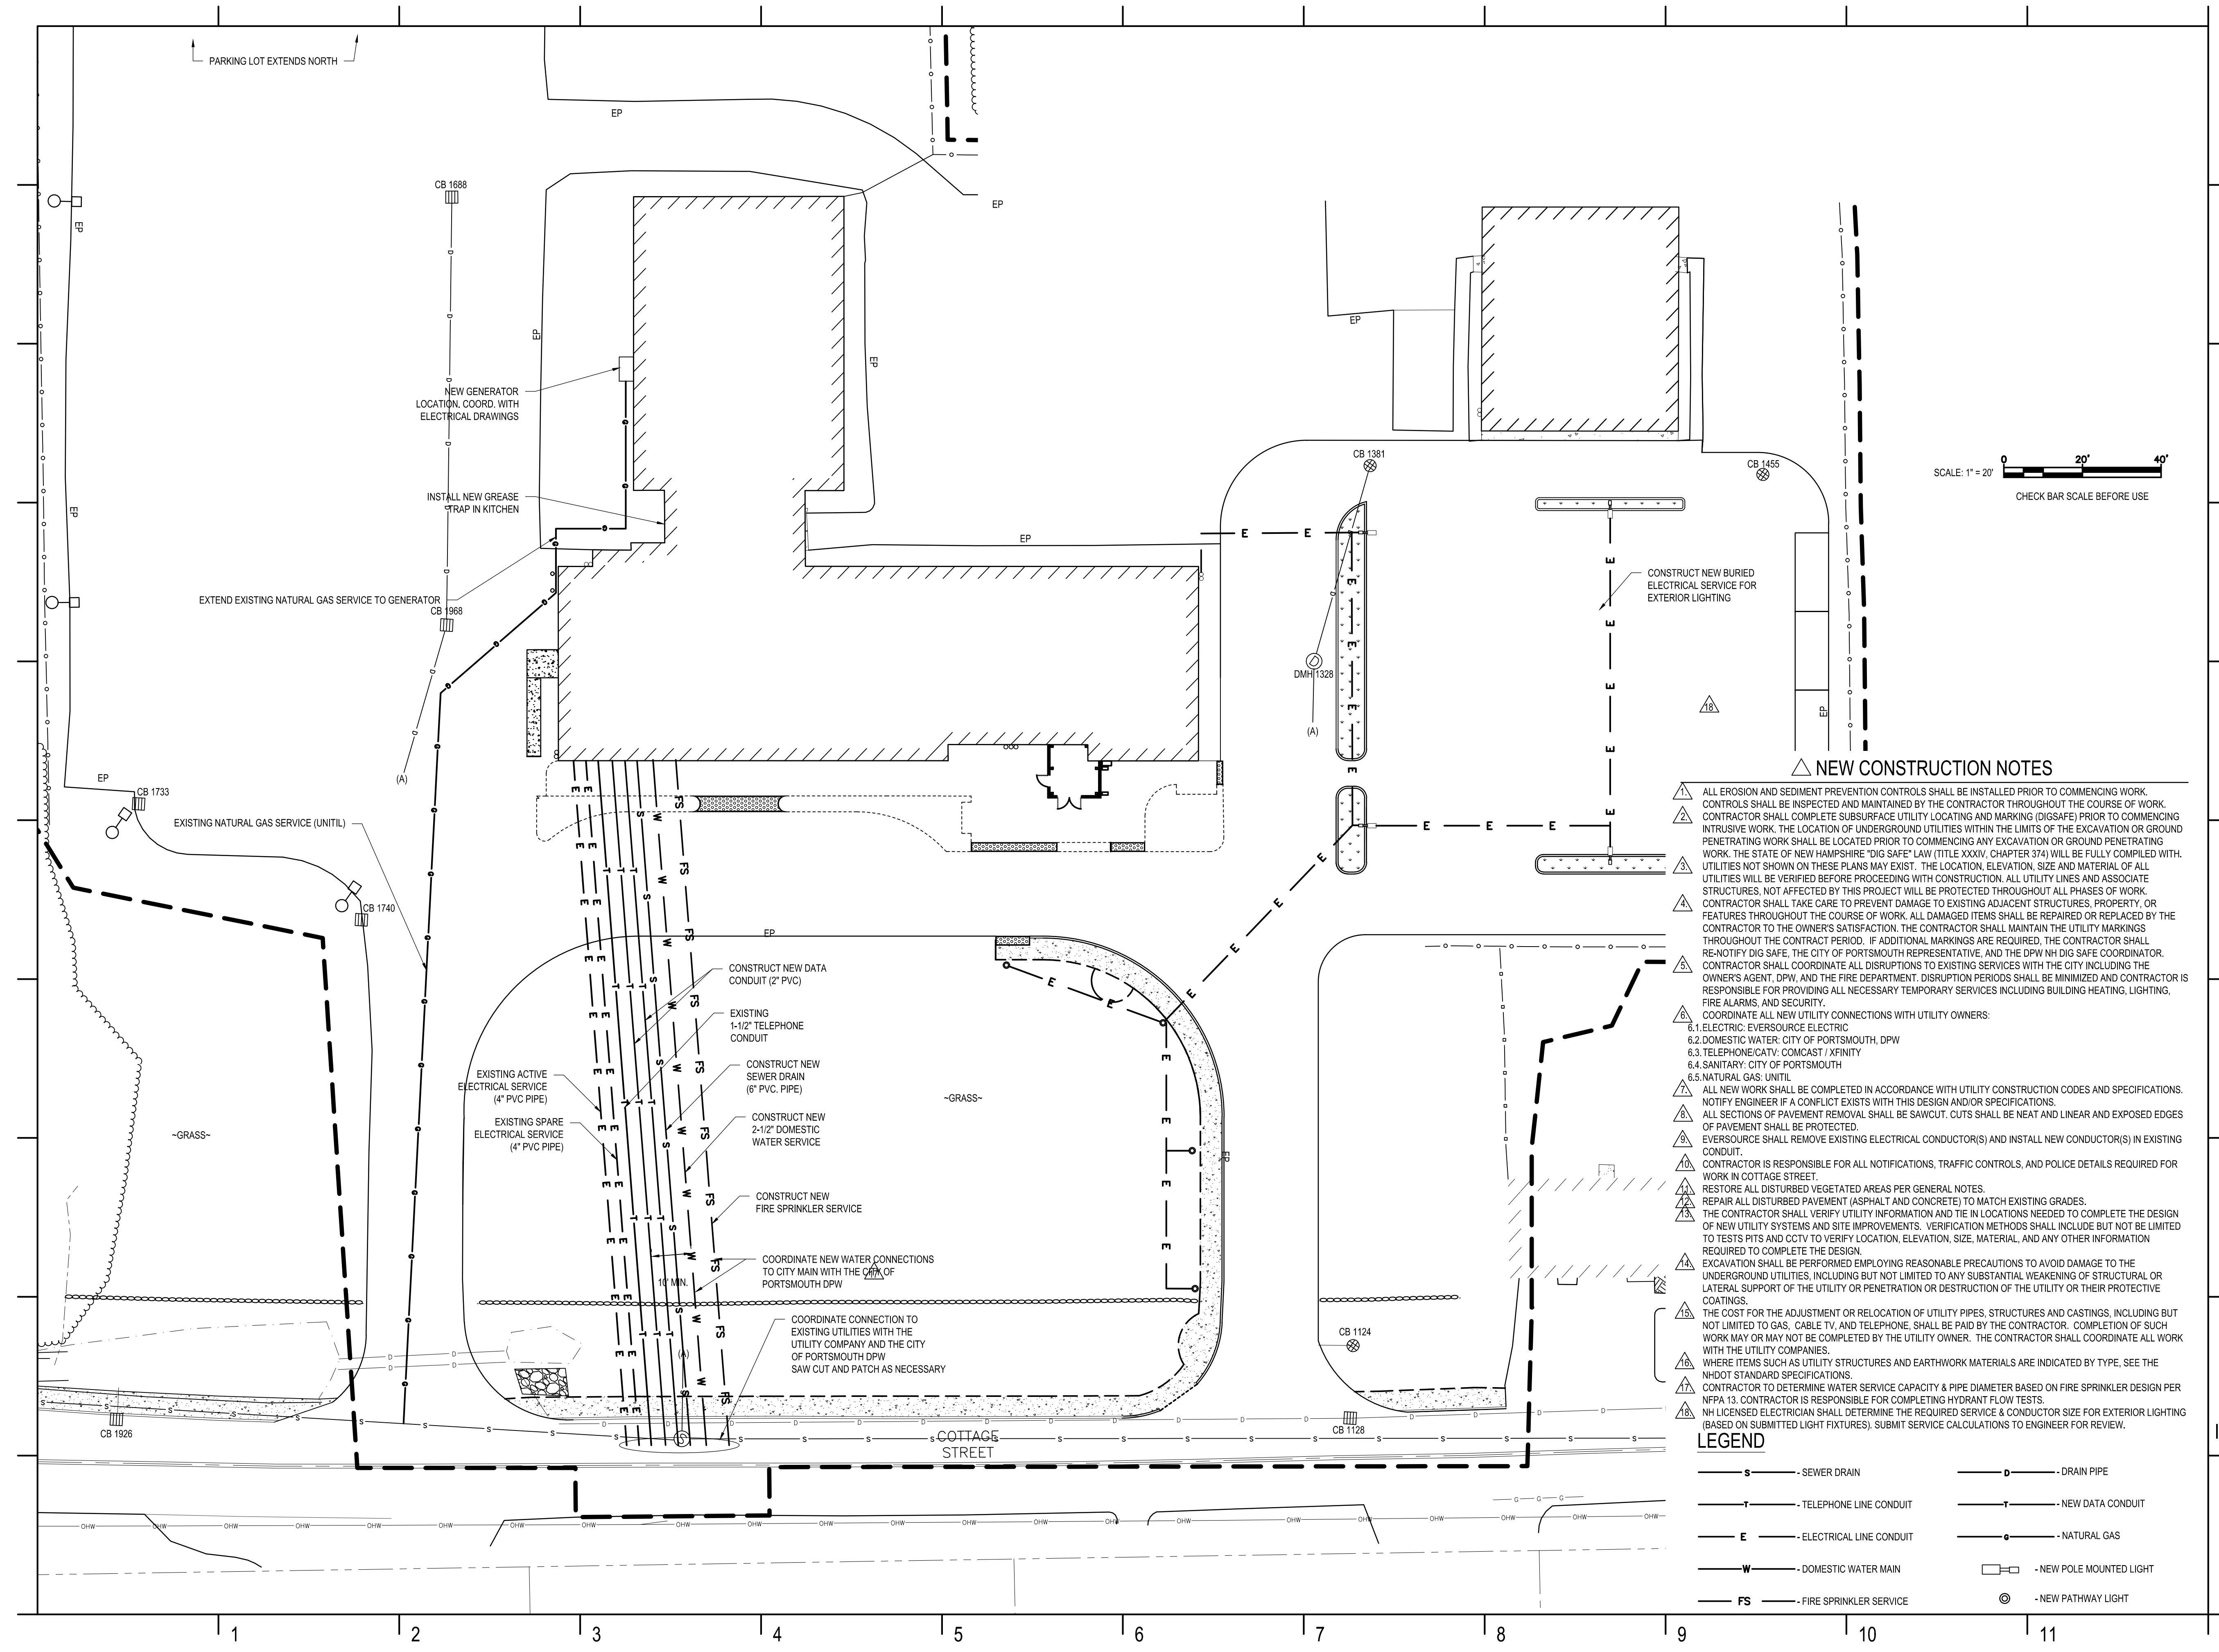 PARKING LOT EXTENDS NORTH
EP
EP
CB 1688
EP
EP
EP
EP
NEW GENERATOR
LOCATION, COORD. WITH
ELECTRICAL DRAWINGS
INSTALL NEW GREASE
TRAP IN KITCHEN
EP
EP
EP
CB 1381
CB 1455
SCALE: 1" = 20'
0 20' 40'
CHECK BAR SCALE BEFORE USE
EXTEND EXISTING NATURAL GAS SERVICE TO GENERATOR
CB 1968
CONSTRUCT NEW BURIED
ELECTRICAL SERVICE FOR
EXTERIOR LIGHTING
DMH 1328
(A)
(A)
18
EP
EP
CB 1733
EXISTING NATURAL GAS SERVICE (UNITIL)
CB 1740
EP
CONSTRUCT NEW DATA
CONDUIT (2" PVC)
EXISTING
1-1/2" TELEPHONE
CONDUIT
CONSTRUCT NEW
SEWER DRAIN
(6" PVC. PIPE)
EXISTING ACTIVE
ELECTRICAL SERVICE
(4" PVC PIPE)
EXISTING SPARE
ELECTRICAL SERVICE
(4" PVC PIPE)
CONSTRUCT NEW
2-1/2" DOMESTIC
WATER SERVICE
CONSTRUCT NEW
FIRE SPRINKLER SERVICE
~GRASS~
~GRASS~
EP
COORDINATE NEW WATER CONNECTIONS
TO CITY MAIN WITH THE CITY OF
PORTSMOUTH DPW
17
10' MIN.
COORDINATE CONNECTION TO
EXISTING UTILITIES WITH THE
UTILITY COMPANY AND THE CITY
OF PORTSMOUTH DPW
SAW CUT AND PATCH AS NECESSARY
(A)
CB 1124
CB 1128
CB 1926
COTTAGE
STREET
OHW OHW OHW OHW OHW OHW OHW OHW OHW OHW OHW OHW OHW OHW OHW OHW OHW OHW OHW OHW OHW OHW OHW
NEW CONSTRUCTION NOTES
1. ALL EROSION AND SEDIMENT PREVENTION CONTROLS SHALL BE INSTALLED PRIOR TO COMMENCING WORK.
CONTROLS SHALL BE INSPECTED AND MAINTAINED BY THE CONTRACTOR THROUGHOUT THE COURSE OF WORK.
2. CONTRACTOR SHALL COMPLETE SUBSURFACE UTILITY LOCATING AND MARKING (DIGSAFE) PRIOR TO COMMENCING
INTRUSIVE WORK. THE LOCATION OF UNDERGROUND UTILITIES WITHIN THE LIMITS OF THE EXCAVATION OR GROUND
PENETRATING WORK SHALL BE LOCATED PRIOR TO COMMENCING ANY EXCAVATION OR GROUND PENETRATING
WORK. THE STATE OF NEW HAMPSHIRE "DIG SAFE" LAW (TITLE XXXIV, CHAPTER 374) WILL BE FULLY COMPILED WITH.
3. UTILITIES NOT SHOWN ON THESE PLANS MAY EXIST. THE LOCATION, ELEVATION, SIZE AND MATERIAL OF ALL
UTILITIES WILL BE VERIFIED BEFORE PROCEEDING WITH CONSTRUCTION. ALL UTILITY LINES AND ASSOCIATE
STRUCTURES, NOT AFFECTED BY THIS PROJECT WILL BE PROTECTED THROUGHOUT ALL PHASES OF WORK.
4. CONTRACTOR SHALL TAKE CARE TO PREVENT DAMAGE TO EXISTING ADJACENT STRUCTURES, PROPERTY, OR
FEATURES THROUGHOUT THE COURSE OF WORK. ALL DAMAGED ITEMS SHALL BE REPAIRED OR REPLACED BY THE
CONTRACTOR TO THE OWNER'S SATISFACTION. THE CONTRACTOR SHALL MAINTAIN THE UTILITY MARKINGS
THROUGHOUT THE CONTRACT PERIOD. IF ADDITIONAL MARKINGS ARE REQUIRED, THE CONTRACTOR SHALL
RE-NOTIFY DIG SAFE, THE CITY OF PORTSMOUTH REPRESENTATIVE, AND THE DPW NH DIG SAFE COORDINATOR.
5. CONTRACTOR SHALL COORDINATE ALL DISRUPTIONS TO EXISTING SERVICES WITH THE CITY INCLUDING THE
OWNER'S AGENT, DPW, AND THE FIRE DEPARTMENT. DISRUPTION PERIODS SHALL BE MINIMIZED AND CONTRACTOR IS
RESPONSIBLE FOR PROVIDING ALL NECESSARY TEMPORARY SERVICES INCLUDING BUILDING HEATING, LIGHTING,
FIRE ALARMS, AND SECURITY.
6. COORDINATE ALL NEW UTILITY CONNECTIONS WITH UTILITY OWNERS:
6.1.ELECTRIC: EVERSOURCE ELECTRIC
6.2.DOMESTIC WATER: CITY OF PORTSMOUTH, DPW
6.3.TELEPHONE/CATV: COMCAST / XFINITY
6.4.SANITARY: CITY OF PORTSMOUTH
6.5.NATURAL GAS: UNITIL
7. ALL NEW WORK SHALL BE COMPLETED IN ACCORDANCE WITH UTILITY CONSTRUCTION CODES AND SPECIFICATIONS.
NOTIFY ENGINEER IF A CONFLICT EXISTS WITH THIS DESIGN AND/OR SPECIFICATIONS.
8. ALL SECTIONS OF PAVEMENT REMOVAL SHALL BE SAWCUT. CUTS SHALL BE NEAT AND LINEAR AND EXPOSED EDGES
OF PAVEMENT SHALL BE PROTECTED.
9. EVERSOURCE SHALL REMOVE EXISTING ELECTRICAL CONDUCTOR(S) AND INSTALL NEW CONDUCTOR(S) IN EXISTING
CONDUIT.
10. CONTRACTOR IS RESPONSIBLE FOR ALL NOTIFICATIONS, TRAFFIC CONTROLS, AND POLICE DETAILS REQUIRED FOR
WORK IN COTTAGE STREET.
11. RESTORE ALL DISTURBED VEGETATED AREAS PER GENERAL NOTES.
12. REPAIR ALL DISTURBED PAVEMENT (ASPHALT AND CONCRETE) TO MATCH EXISTING GRADES.
13. THE CONTRACTOR SHALL VERIFY UTILITY INFORMATION AND TIE IN LOCATIONS NEEDED TO COMPLETE THE DESIGN
OF NEW UTILITY SYSTEMS AND SITE IMPROVEMENTS. VERIFICATION METHODS SHALL INCLUDE BUT NOT BE LIMITED
TO TESTS PITS AND CCTV TO VERIFY LOCATION, ELEVATION, SIZE, MATERIAL, AND ANY OTHER INFORMATION
REQUIRED TO COMPLETE THE DESIGN.
14. EXCAVATION SHALL BE PERFORMED EMPLOYING REASONABLE PRECAUTIONS TO AVOID DAMAGE TO THE
UNDERGROUND UTILITIES, INCLUDING BUT NOT LIMITED TO ANY SUBSTANTIAL WEAKENING OF STRUCTURAL OR
LATERAL SUPPORT OF THE UTILITY OR PENETRATION OR DESTRUCTION OF THE UTILITY OR THEIR PROTECTIVE
COATINGS.
15. THE COST FOR THE ADJUSTMENT OR RELOCATION OF UTILITY PIPES, STRUCTURES AND CASTINGS, INCLUDING BUT
NOT LIMITED TO GAS, CABLE TV, AND TELEPHONE, SHALL BE PAID BY THE CONTRACTOR. COMPLETION OF SUCH
WORK MAY OR MAY NOT BE COMPLETED BY THE UTILITY OWNER. THE CONTRACTOR SHALL COORDINATE ALL WORK
WITH THE UTILITY COMPANIES.
16. WHERE ITEMS SUCH AS UTILITY STRUCTURES AND EARTHWORK MATERIALS ARE INDICATED BY TYPE, SEE THE
NHDOT STANDARD SPECIFICATIONS.
17. CONTRACTOR TO DETERMINE WATER SERVICE CAPACITY & PIPE DIAMETER BASED ON FIRE SPRINKLER DESIGN PER
NFPA 13. CONTRACTOR IS RESPONSIBLE FOR COMPLETING HYDRANT FLOW TESTS.
18. NH LICENSED ELECTRICIAN SHALL DETERMINE THE REQUIRED SERVICE & CONDUCTOR SIZE FOR EXTERIOR LIGHTING
(BASED ON SUBMITTED LIGHT FIXTURES). SUBMIT SERVICE CALCULATIONS TO ENGINEER FOR REVIEW.
LEGEND
S - SEWER DRAIN
D - DRAIN PIPE
T - TELEPHONE LINE CONDUIT
T - NEW DATA CONDUIT
E - ELECTRICAL LINE CONDUIT
G - NATURAL GAS
W - DOMESTIC WATER MAIN
- NEW POLE MOUNTED LIGHT
FS - FIRE SPRINKLER SERVICE
- NEW PATHWAY LIGHT
1 2 3 4 5 6 7 8 9 10 11